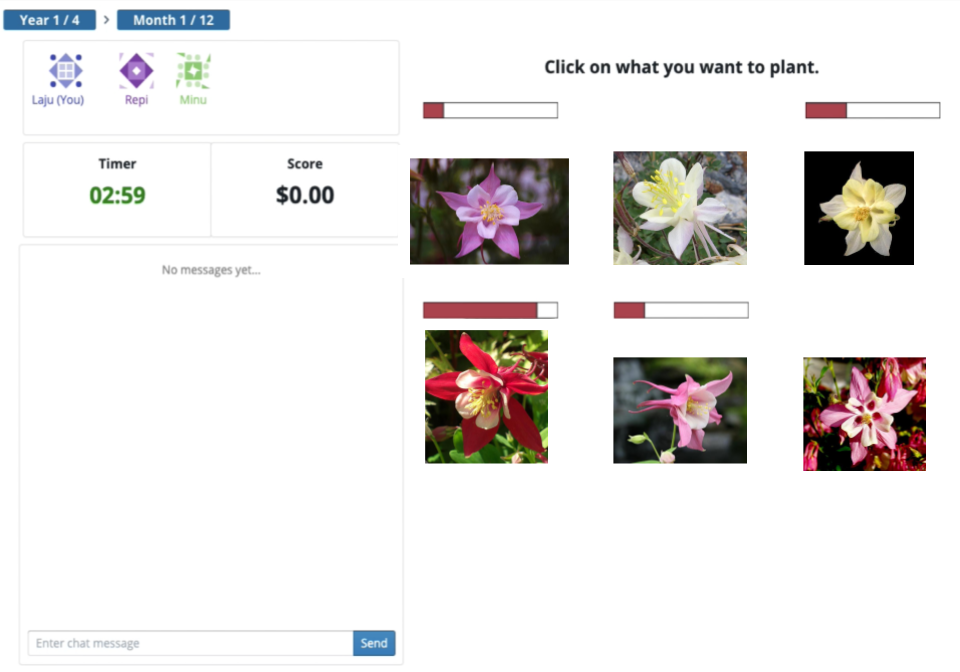 Year 1 / 4 > Month 1 / 12
Click on what you want to plant.
Laju (You) Repi Minu
Timer Score
02:59 $0.00
No messages yet...
Enter chat message Send